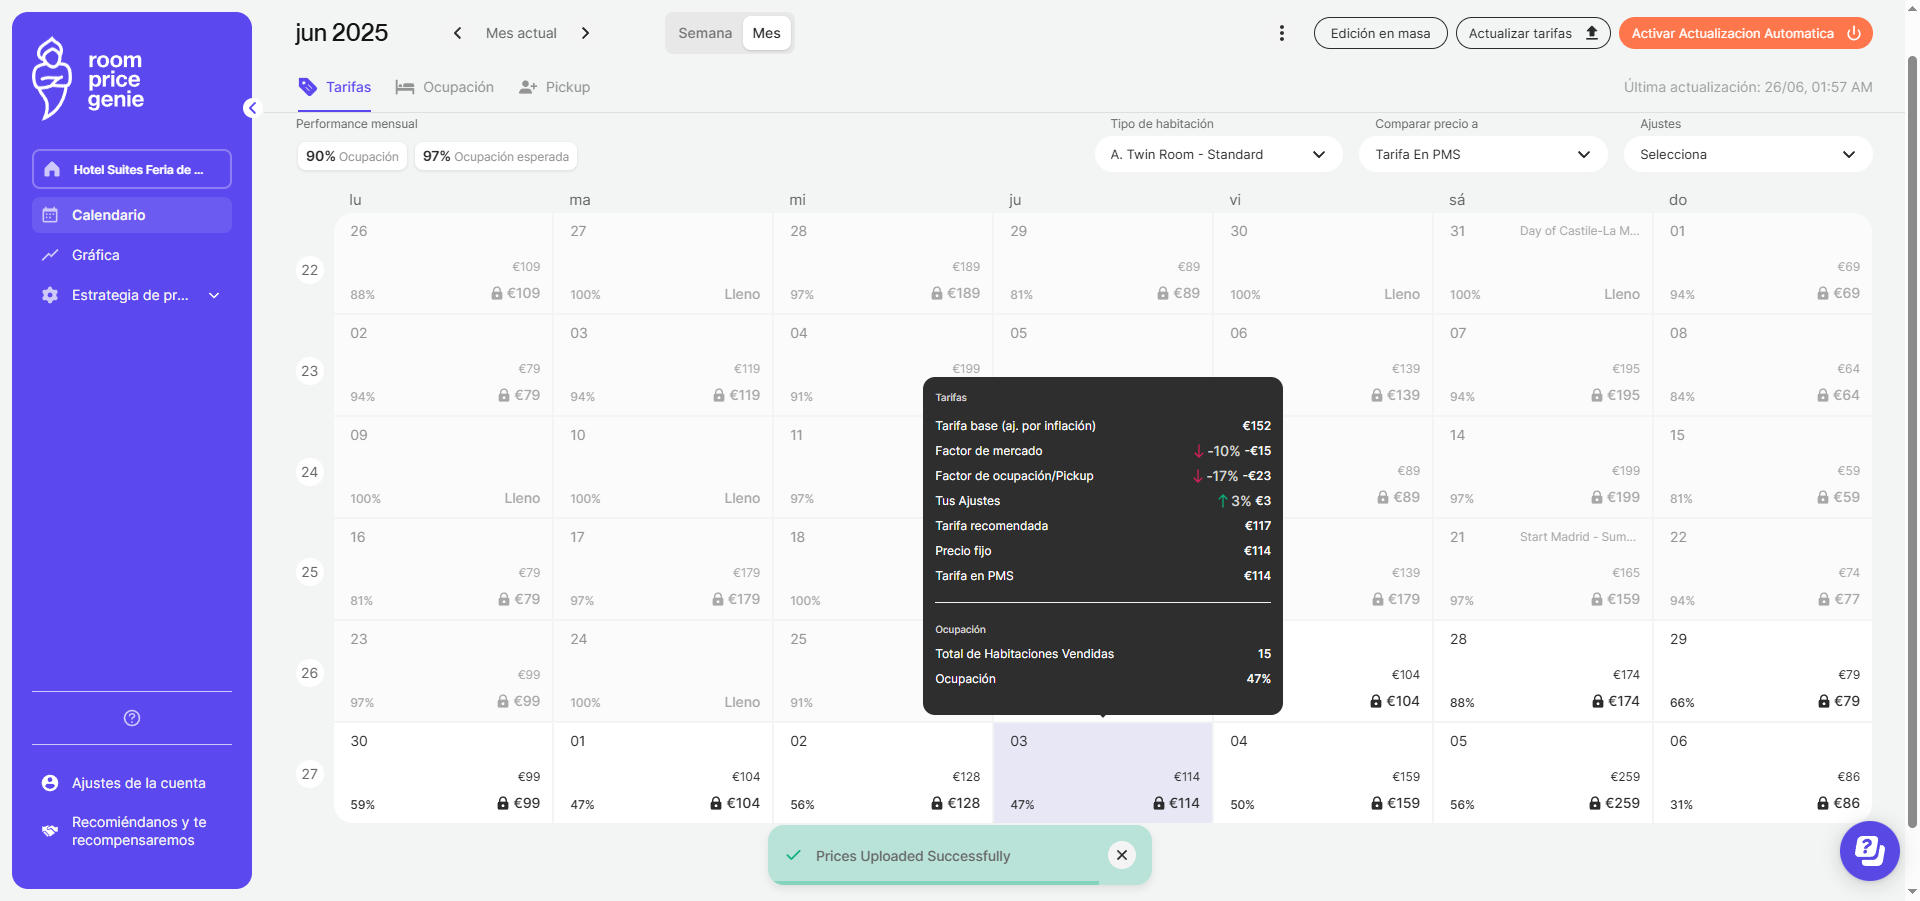 room
price
genie
Hotel Suites Feria de ...
Calendario
Gráfica
Estrategia de pr...
Ajustes de la cuenta
Recomiéndanos y te
recompensaremos
jun 2025
Mes actual
Semana
Mes
Edición en masa
Actualizar tarifas
Activar Actualizacion Automatica
Tarifas
Ocupación
Pickup
Última actualización: 26/06, 01:57 AM
Performance mensual
90% Ocupación
97% Ocupación esperada
Tipo de habitación
A. Twin Room - Standard
Comparar precio a
Tarifa En PMS
Ajustes
Selecciona
lu ma mi ju vi sá do
22
26 27 28 29 30 31 Day of Castile-La M... 01
€109 €189 €89 €69
88% €109 100% Lleno 97% €189 81% €89 100% Lleno 100% Lleno 94% €69
23
02 03 04 05 06 07 08
€79 €119 €199 €139 €195 €64
94% €79 94% €119 91% €139 94% €195 84% €64
24
09 10 11 14 15
€89 €199 €59
100% Lleno 100% Lleno 97% €89 97% €199 81% €59
25
16 17 18 21 Start Madrid - Sum... 22
€79 €179 €139 €165 €74
81% €79 97% €179 100% €179 97% €159 94% €77
26
23 24 25 28 29
€99 €104 €174 €79
97% €99 100% Lleno 91% €104 88% €174 66% €79
27
30 01 02 03 04 05 06
€99 €104 €128 €114 €159 €259 €86
59% €99 47% €104 56% €128 47% €114 50% €159 56% €259 31% €86
Tarifas
Tarifa base (aj. por inflación) €152
Factor de mercado -10% -€15
Factor de ocupación/Pickup -17% -€23
Tus Ajustes 3% €3
Tarifa recomendada €117
Precio fijo €114
Tarifa en PMS €114
Ocupación
Total de Habitaciones Vendidas 15
Ocupación 47%
Prices Uploaded Successfully